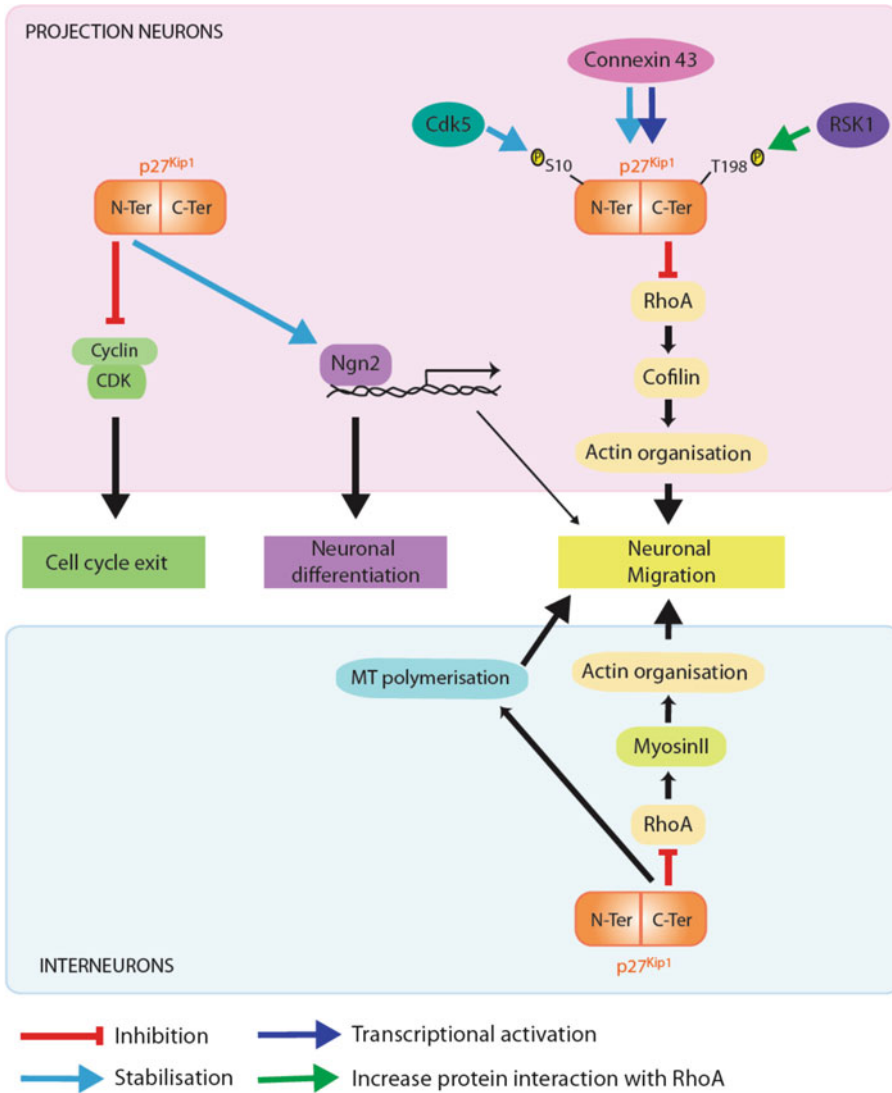 PROJECTION NEURONS
Connexin 43
Cdk5
RSK1
P
S10
p27Kip1
T198
P
p27Kip1
N-Ter
C-Ter
N-Ter
C-Ter
RhoA
Cyclin
CDK
Ngn2
Cofilin
Actin organisation
Cell cycle exit
Neuronal
differentiation
Neuronal
Migration
MT polymerisation
Actin organisation
MyosinII
RhoA
N-Ter
C-Ter
p27Kip1
INTERNEURONS
Inhibition
Transcriptional activation
Stabilisation
Increase protein interaction with RhoA